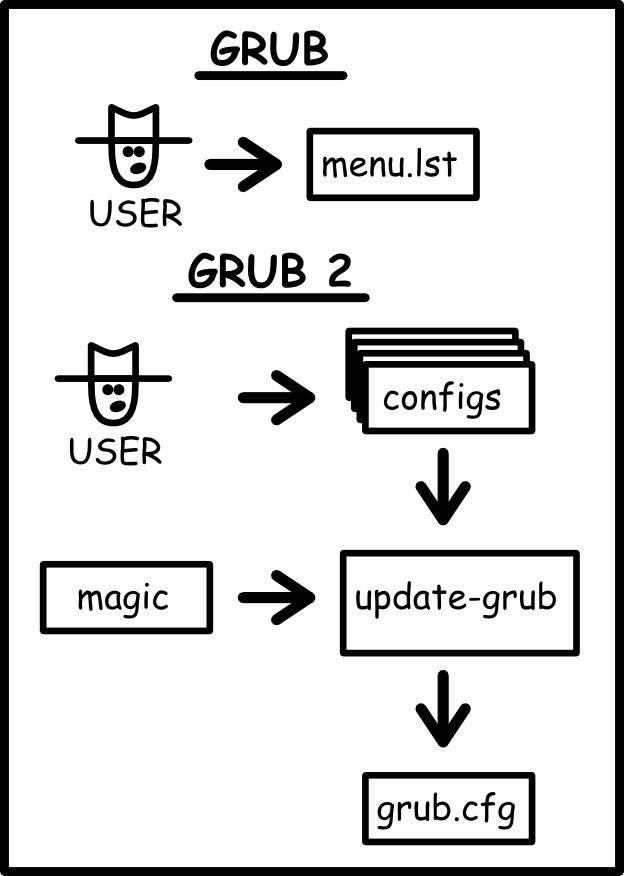 GRUB
USER
menu.lst
GRUB 2
USER
configs
magic
update-grub
grub.cfg